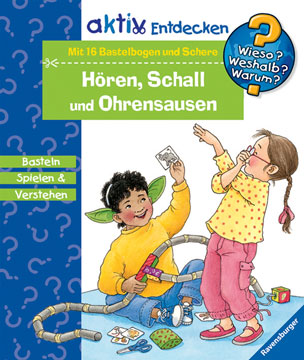 aktiv Entdecken
Mit 16 Bastelbogen und Schere
Wieso?
Weshalb?
Warum?
Hören, Schall
und Ohrensausen
Basteln
Spielen &
Verstehen
Ravensburger